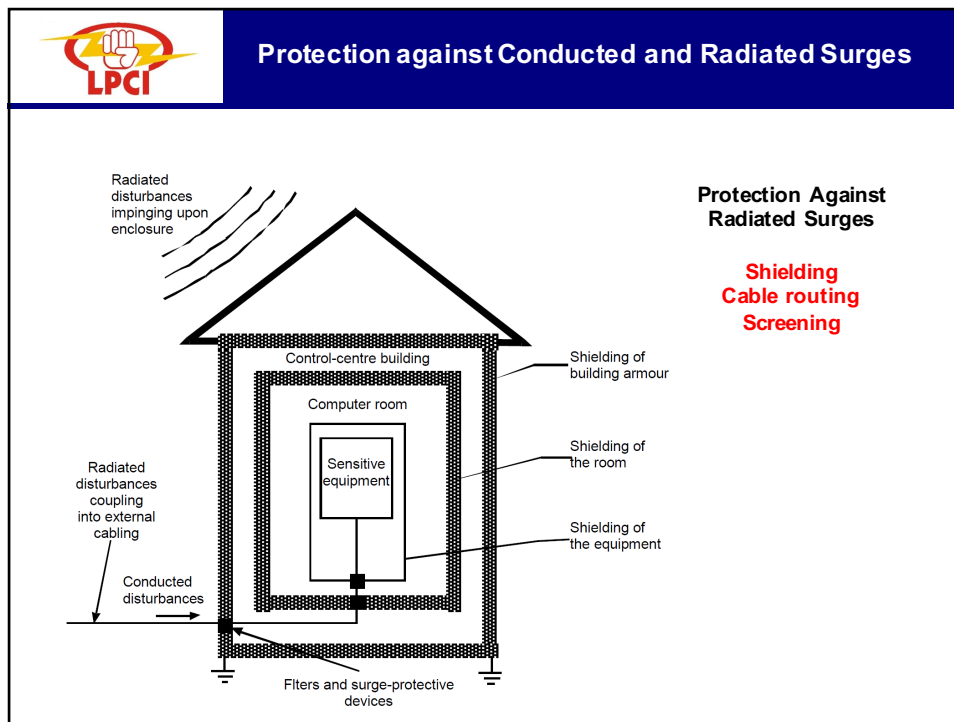 LPCI
Protection against Conducted and Radiated Surges
Radiated
disturbances
impinging upon
enclosure
Protection Against
Radiated Surges
Shielding
Cable routing
Screening
Control-centre building
Shielding of
building armour
Computer room
Sensitive
equipment
Shielding of
the room
Radiated
disturbances
coupling
into external
cabling
Shielding of
the equipment
Conducted
disturbances
Flters and surge-protective
devices